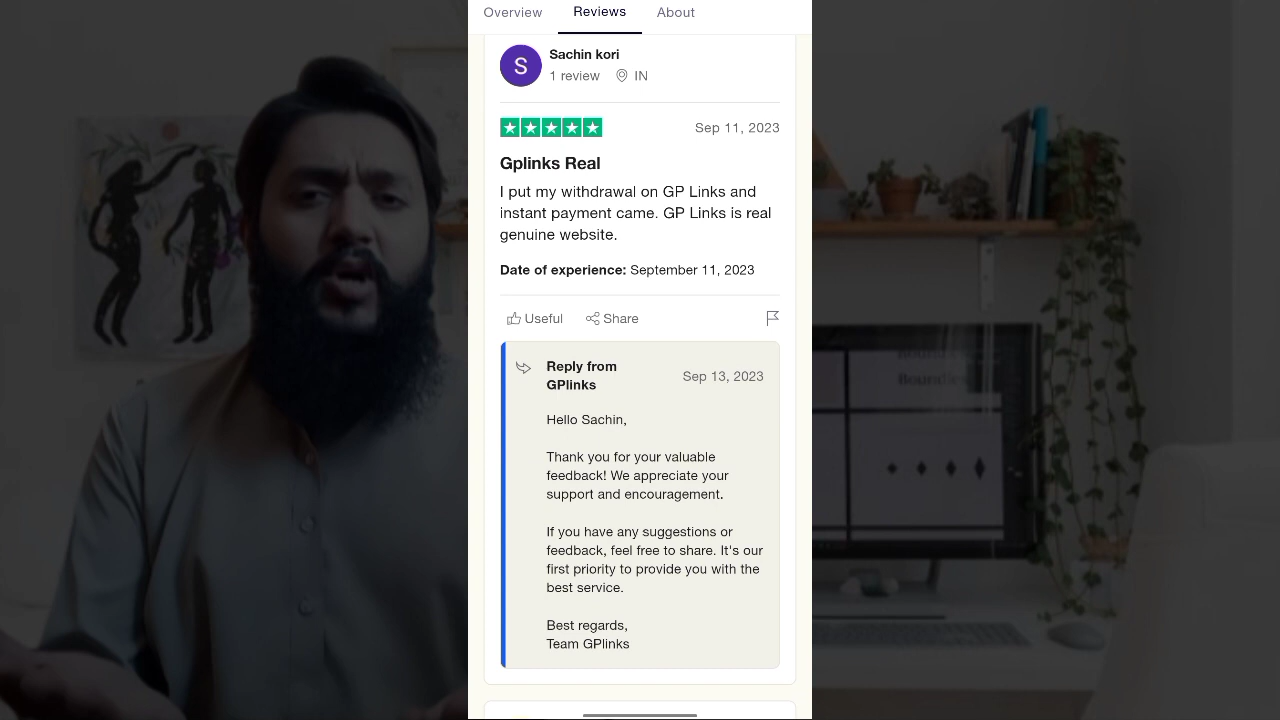 Overview Reviews About
S
Sachin kori
1 review IN
Sep 11, 2023
Gplinks Real
I put my withdrawal on GP Links and
instant payment came. GP Links is real
genuine website.
Date of experience: September 11, 2023
Useful Share
Reply from
GPlinks
Sep 13, 2023
Hello Sachin,
Thank you for your valuable
feedback! We appreciate your
support and encouragement.
If you have any suggestions or
feedback, feel free to share. It's our
first priority to provide you with the
best service.
Best regards,
Team GPlinks